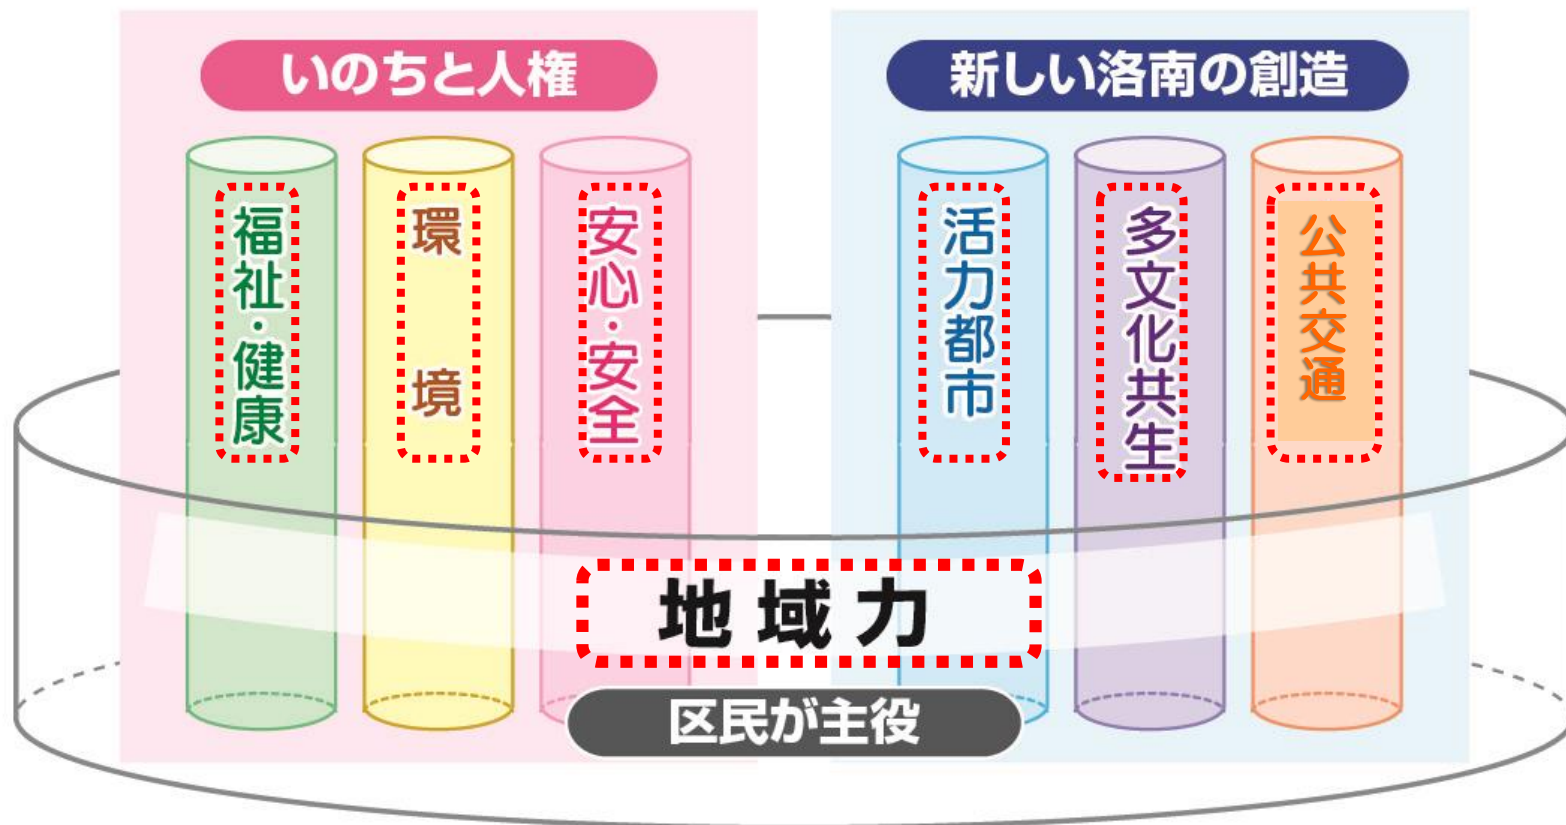 いのちと人権
福祉・健康
環境
安心・安全
新しい洛南の創造
活力都市
多文化共生
公共交通
地域力
区民が主役